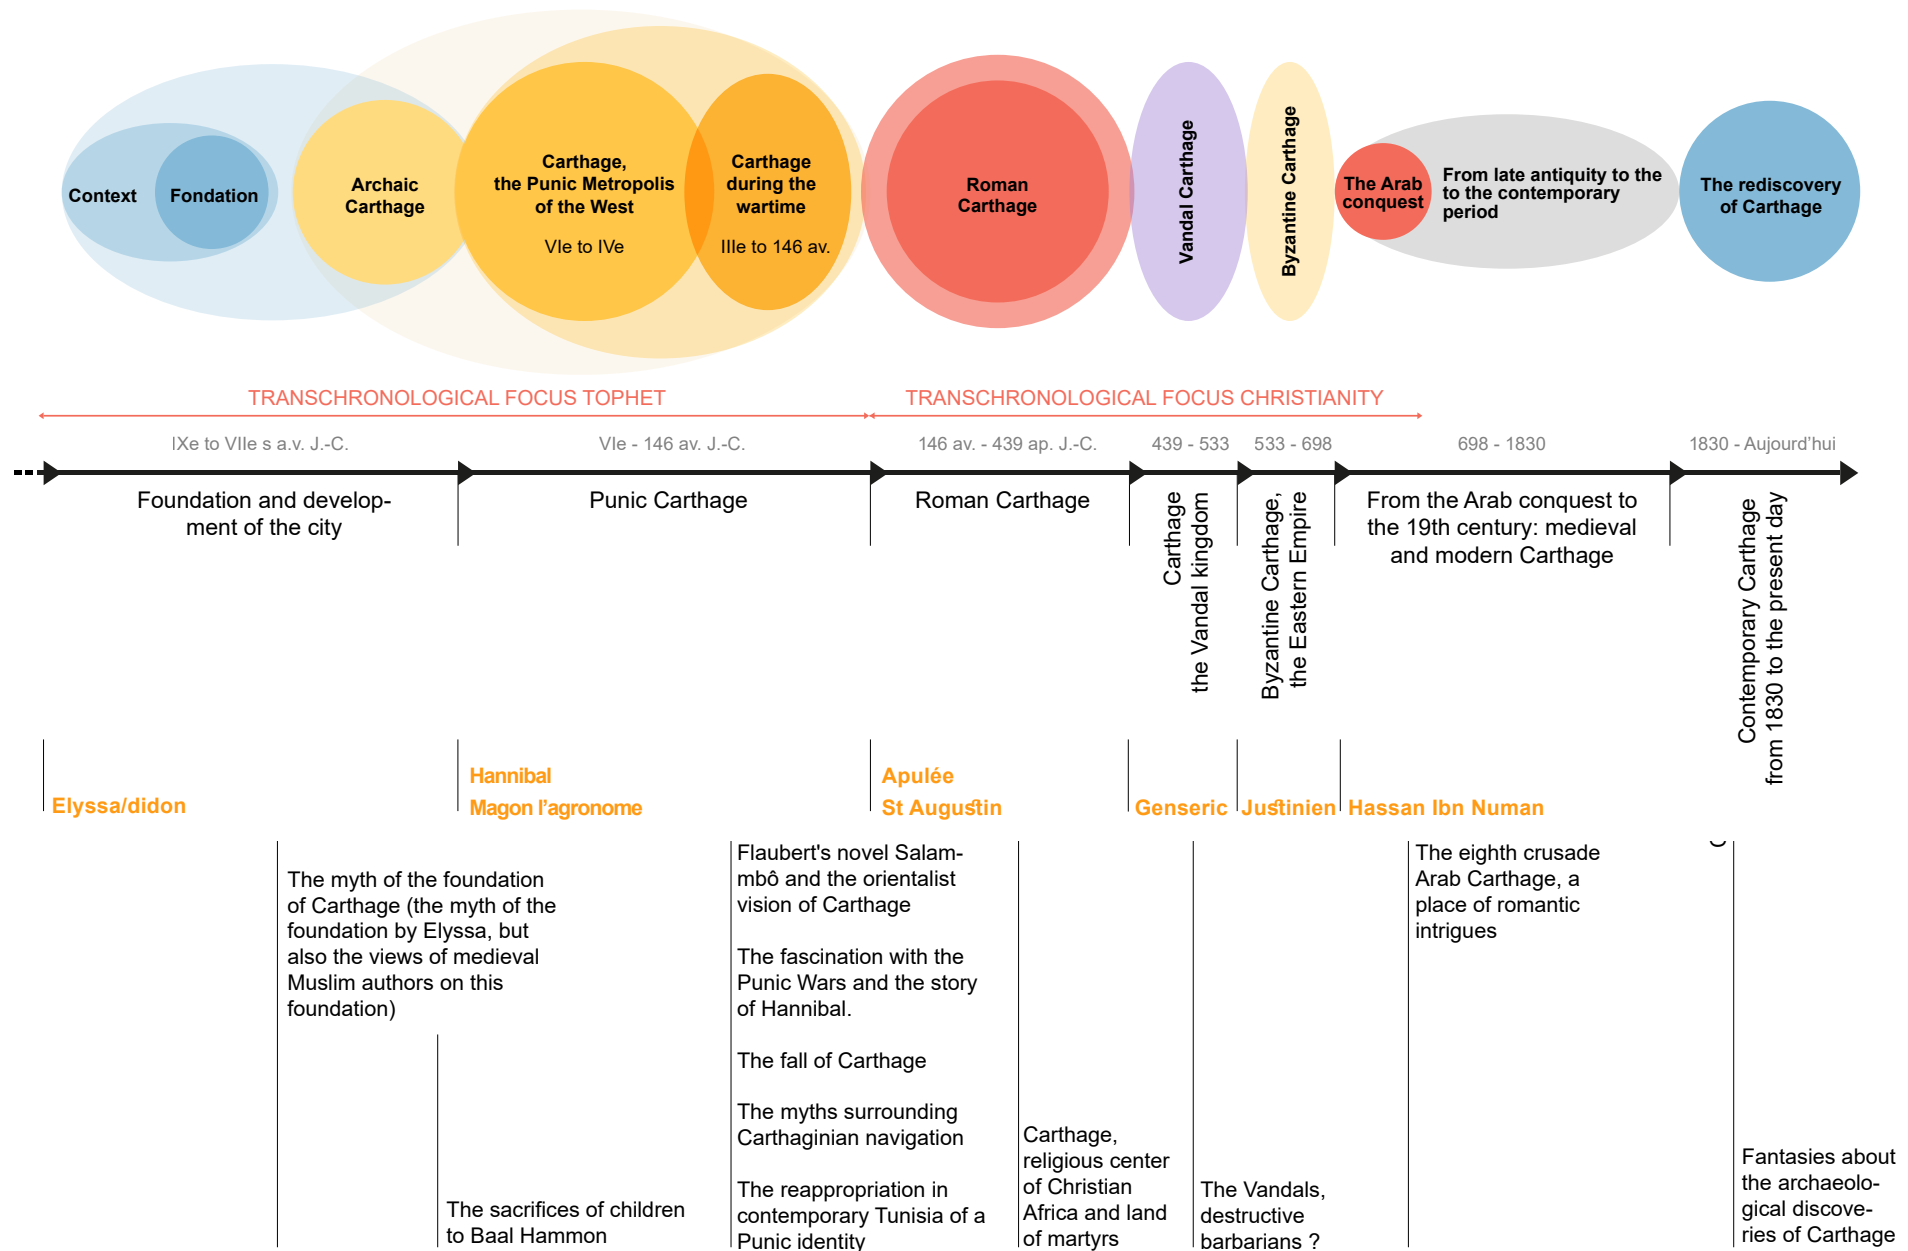 Context
Fondation
Archaic
Carthage
Carthage,
the Punic Metropolis
of the West
VIe to IVe
Carthage
during the
wartime
IIIe to 146 av.
Roman
Carthage
Vandal Carthage
Byzantine Carthage
The Arab
conquest
From late antiquity to the
to the contemporary
period
The rediscovery
of Carthage
TRANSCHRONOLOGICAL FOCUS TOPHET
TRANSCHRONOLOGICAL FOCUS CHRISTIANITY
IXe to VIIe s a.v. J.-C.
VIe - 146 av. J.-C.
146 av. - 439 ap. J.-C.
439 - 533
533 - 698
698 - 1830
1830 - Aujourd'hui
Foundation and develop-
ment of the city
Punic Carthage
Roman Carthage
Carthage
the Vandal kingdom
Byzantine Carthage,
the Eastern Empire
From the Arab conquest to
the 19th century: medieval
and modern Carthage
Contemporary Carthage
from 1830 to the present day
Elyssa/didon
Hannibal
Magon l'agronome
Apulée
St Augustin
Genseric
Justinien
Hassan Ibn Numan
The myth of the foundation
of Carthage (the myth of the
foundation by Elyssa, but
also the views of medieval
Muslim authors on this
foundation)
The sacrifices of children
to Baal Hammon
Flaubert's novel Salam-
mbô and the orientalist
vision of Carthage
The fascination with the
Punic Wars and the story
of Hannibal.
The fall of Carthage
The myths surrounding
Carthaginian navigation
The reappropriation in
contemporary Tunisia of a
Punic identity
Carthage,
religious center
of Christian
Africa and land
of martyrs
The Vandals,
destructive
barbarians ?
The eighth crusade
Arab Carthage, a
place of romantic
intrigues
Fantasies about
the archaeolo-
gical discove-
ries of Carthage